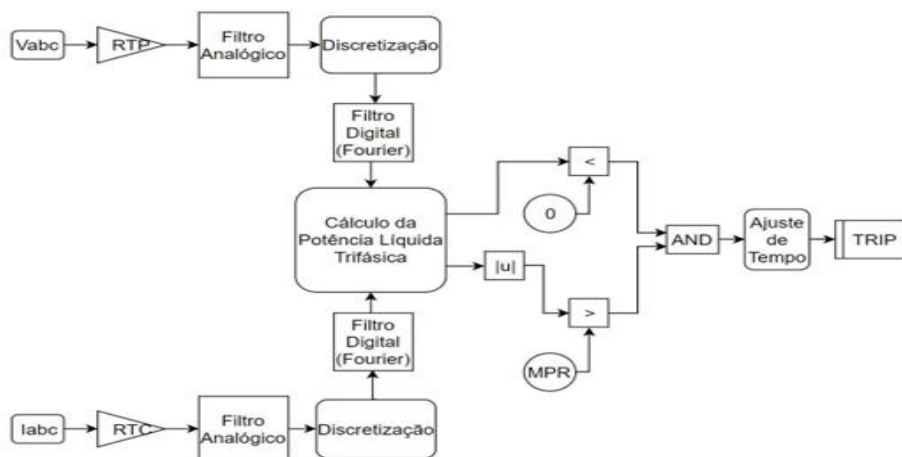 Vabc
RTP
Filtro
Analógico
Discretização
Filtro
Digital
(Fourier)
Cálculo da
Potência Líquida
Trifásica
<
0
|u|
>
MPR
AND
Ajuste
de
Tempo
TRIP
Filtro
Digital
(Fourier)
Iabc
RTC
Filtro
Analógico
Discretização